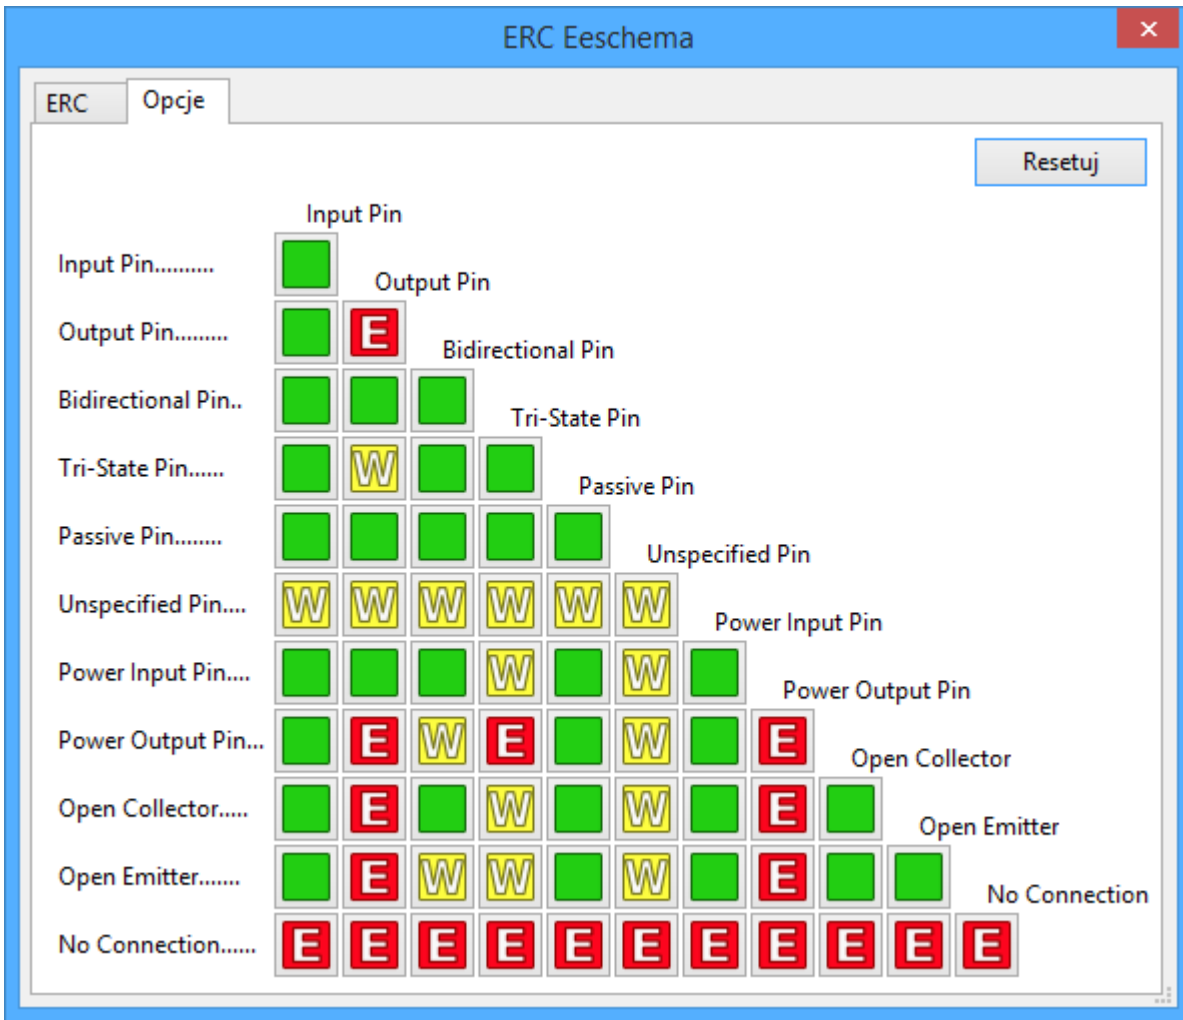 ERC Eeschema
ERC Opcje
Resetuj
Input Pin
Input Pin..........
Output Pin
Output Pin.........
E
Bidirectional Pin
Bidirectional Pin..
Tri-State Pin
Tri-State Pin......
W
Passive Pin
Passive Pin........
Unspecified Pin
Unspecified Pin....
W W W W W W
Power Input Pin
Power Input Pin....
W W
Power Output Pin
Power Output Pin...
E W E W E
Open Collector
Open Collector.....
E W W E
Open Emitter
Open Emitter.......
E W W W E
No Connection
No Connection......
E E E E E E E E E E E